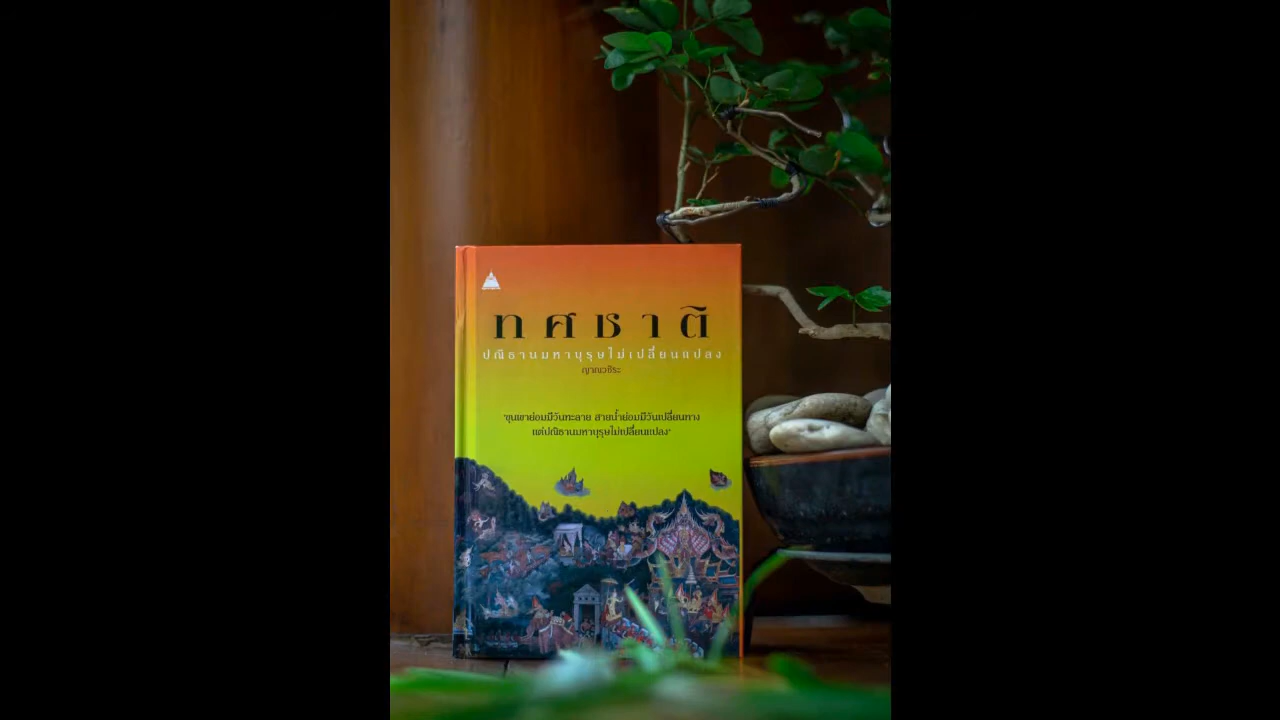 ทศชาติ
ปณิธานมหาบุรุษไม่เปลี่ยนแปลง
ญาณวชิระ
"ขุนเขาย่อมมีวันทะลาย สายน้ำย่อมมีวันเปลี่ยนทาง
แต่ปณิธานมหาบุรุษไม่เปลี่ยนแปลง"